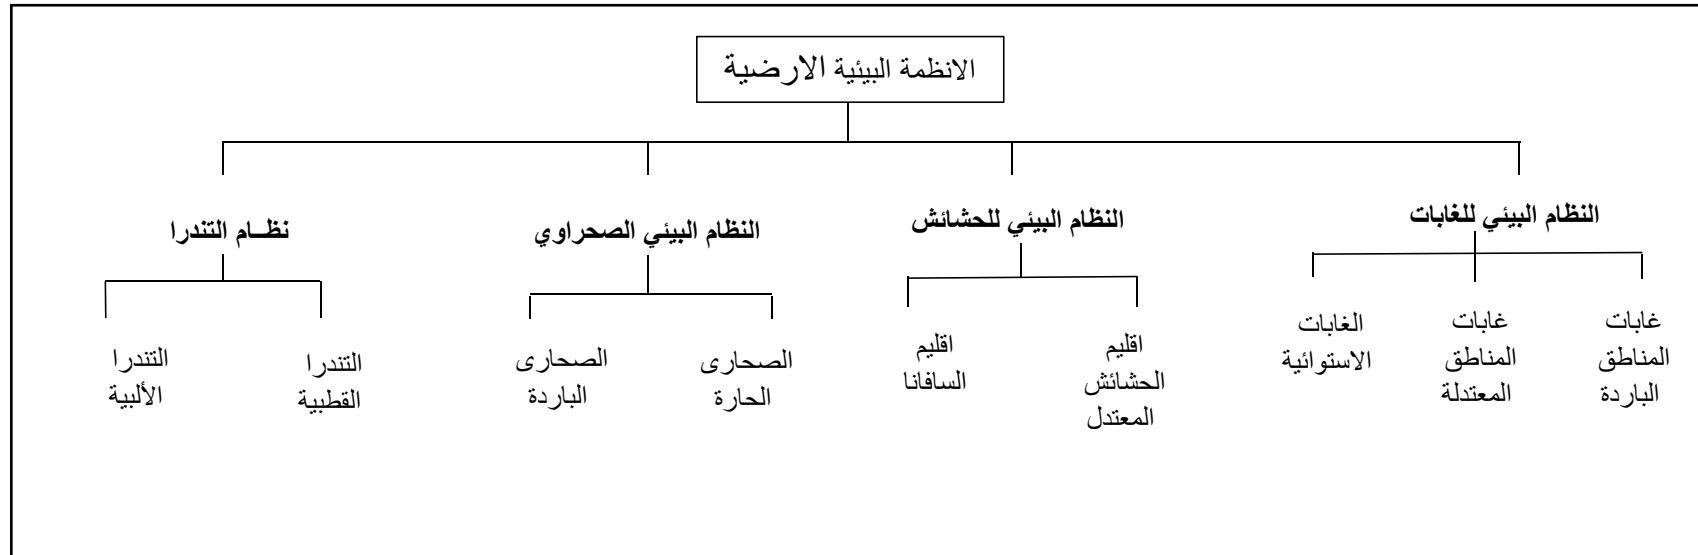 الانظمة البيئية الارضية
النظام البيئي للغابات
النظام البيئي للحشائش
النظام البيئي الصحراوي
نظــام التندرا
غابات
المناطق
الباردة
غابات
المناطق
المعتدلة
الغابات
الاستوائية
اقليم
الحشائش
المعتدل
اقليم
السافانا
الصحارى
الحارة
الصحارى
الباردة
التندرا
القطبية
التندرا
الألبية